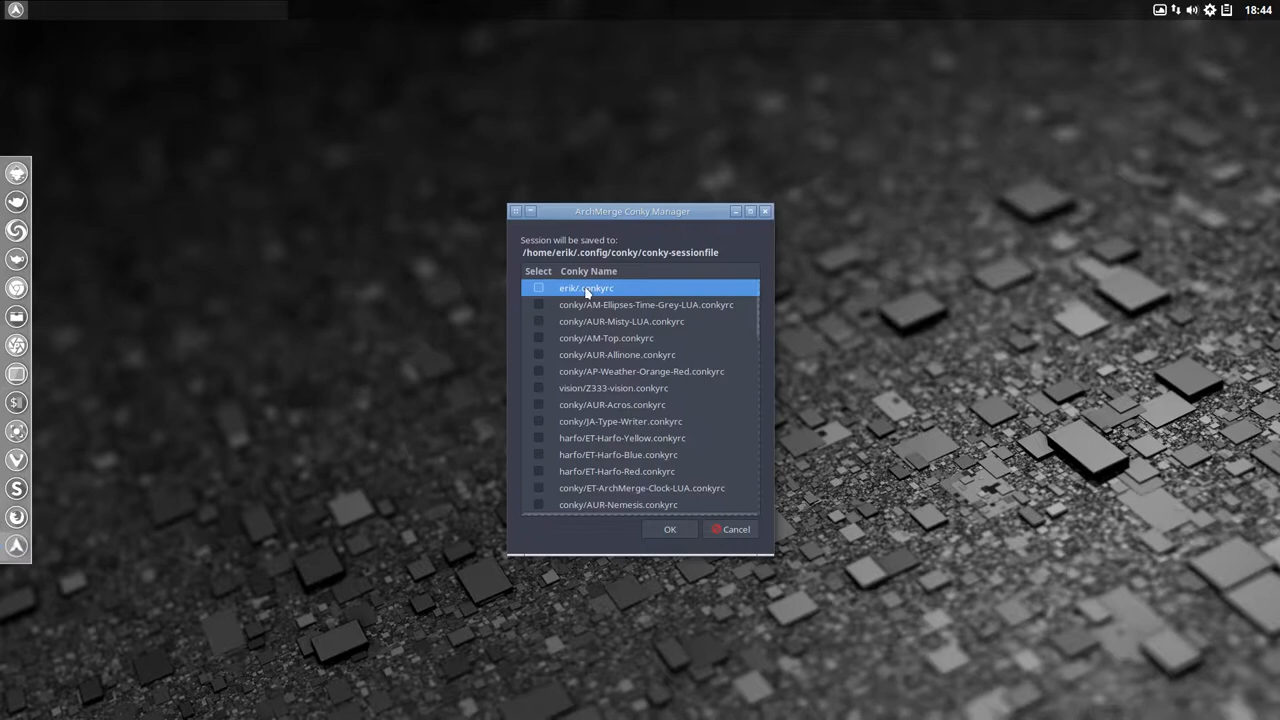 18:44
ArchMerge Conky Manager
Session will be saved to:
/home/erik/.config/conky/conky-sessionfile
Select Conky Name
erik/.conkyrc
conky/AM-Ellipses-Time-Grey-LUA.conkyrc
conky/AUR-Misty-LUA.conkyrc
conky/AM-Top.conkyrc
conky/AUR-Allinone.conkyrc
conky/AP-Weather-Orange-Red.conkyrc
vision/Z333-vision.conkyrc
conky/AUR-Acros.conkyrc
conky/JA-Type-Writer.conkyrc
harfo/ET-Harfo-Yellow.conkyrc
harfo/ET-Harfo-Blue.conkyrc
harfo/ET-Harfo-Red.conkyrc
conky/ET-ArchMerge-Clock-LUA.conkyrc
conky/AUR-Nemesis.conkyrc
OK Cancel